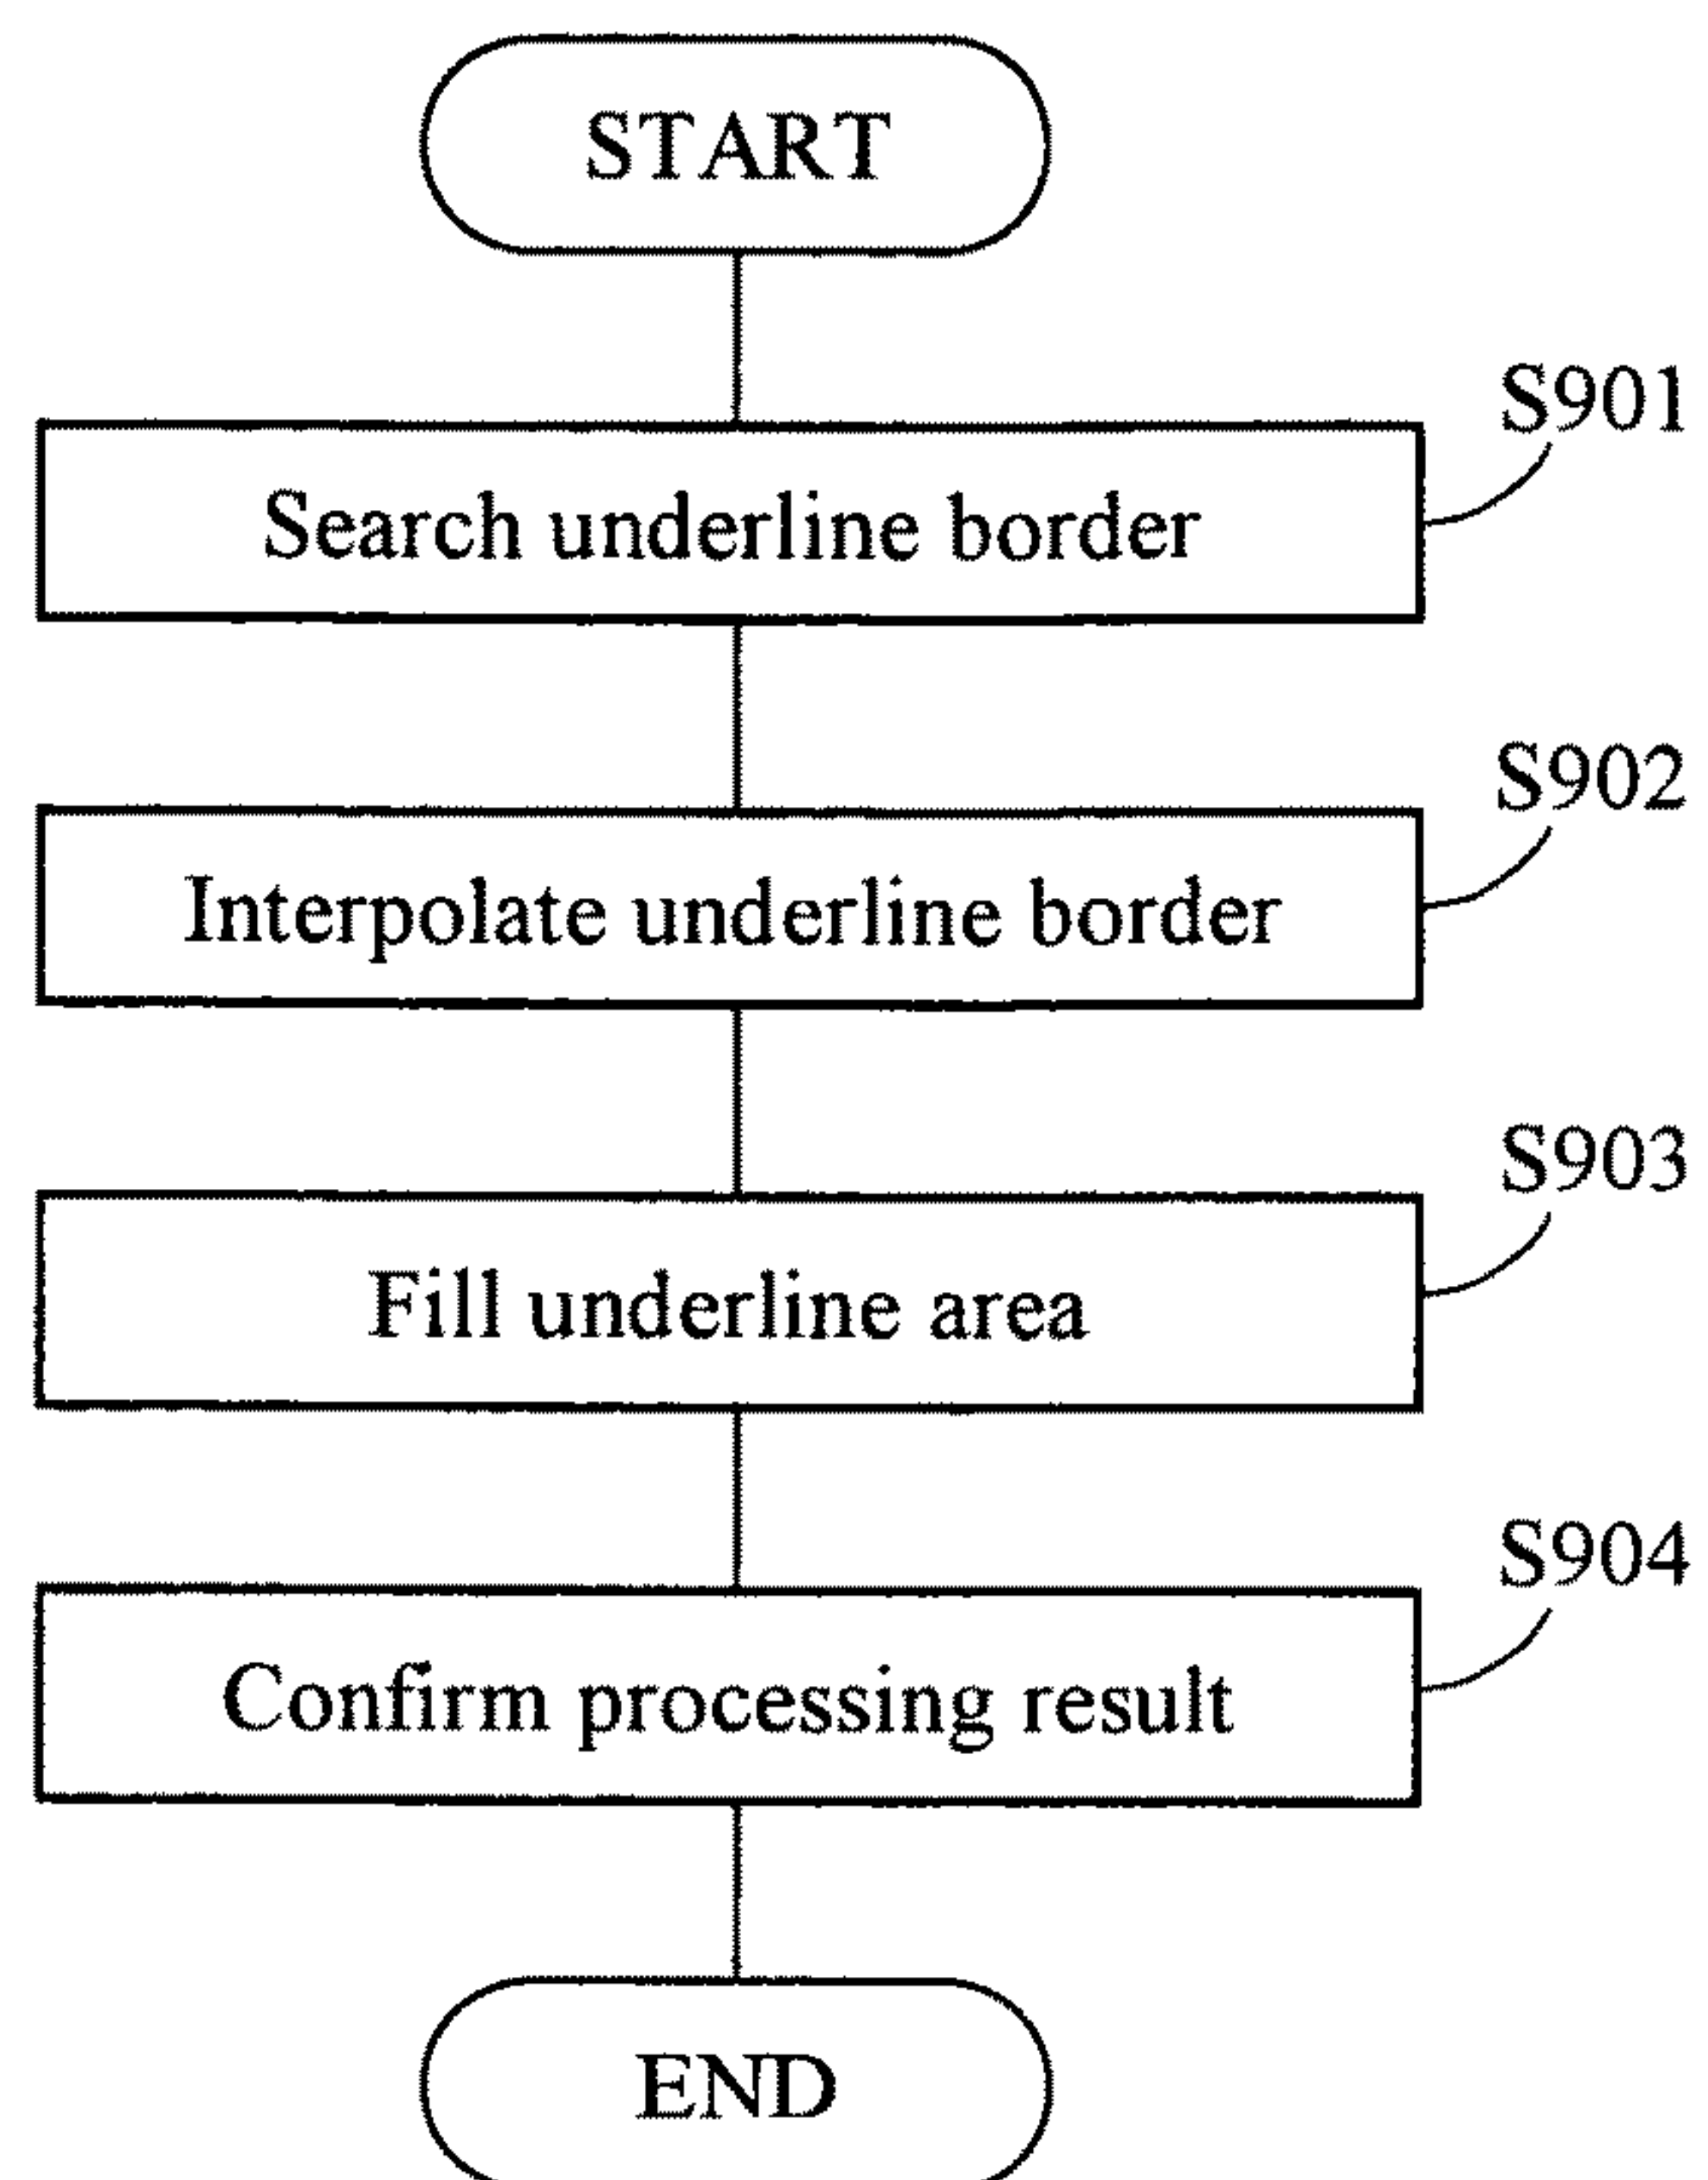 START
S901
Search underline border
S902
Interpolate underline border
S903
Fill underline area
S904
Confirm processing result
END